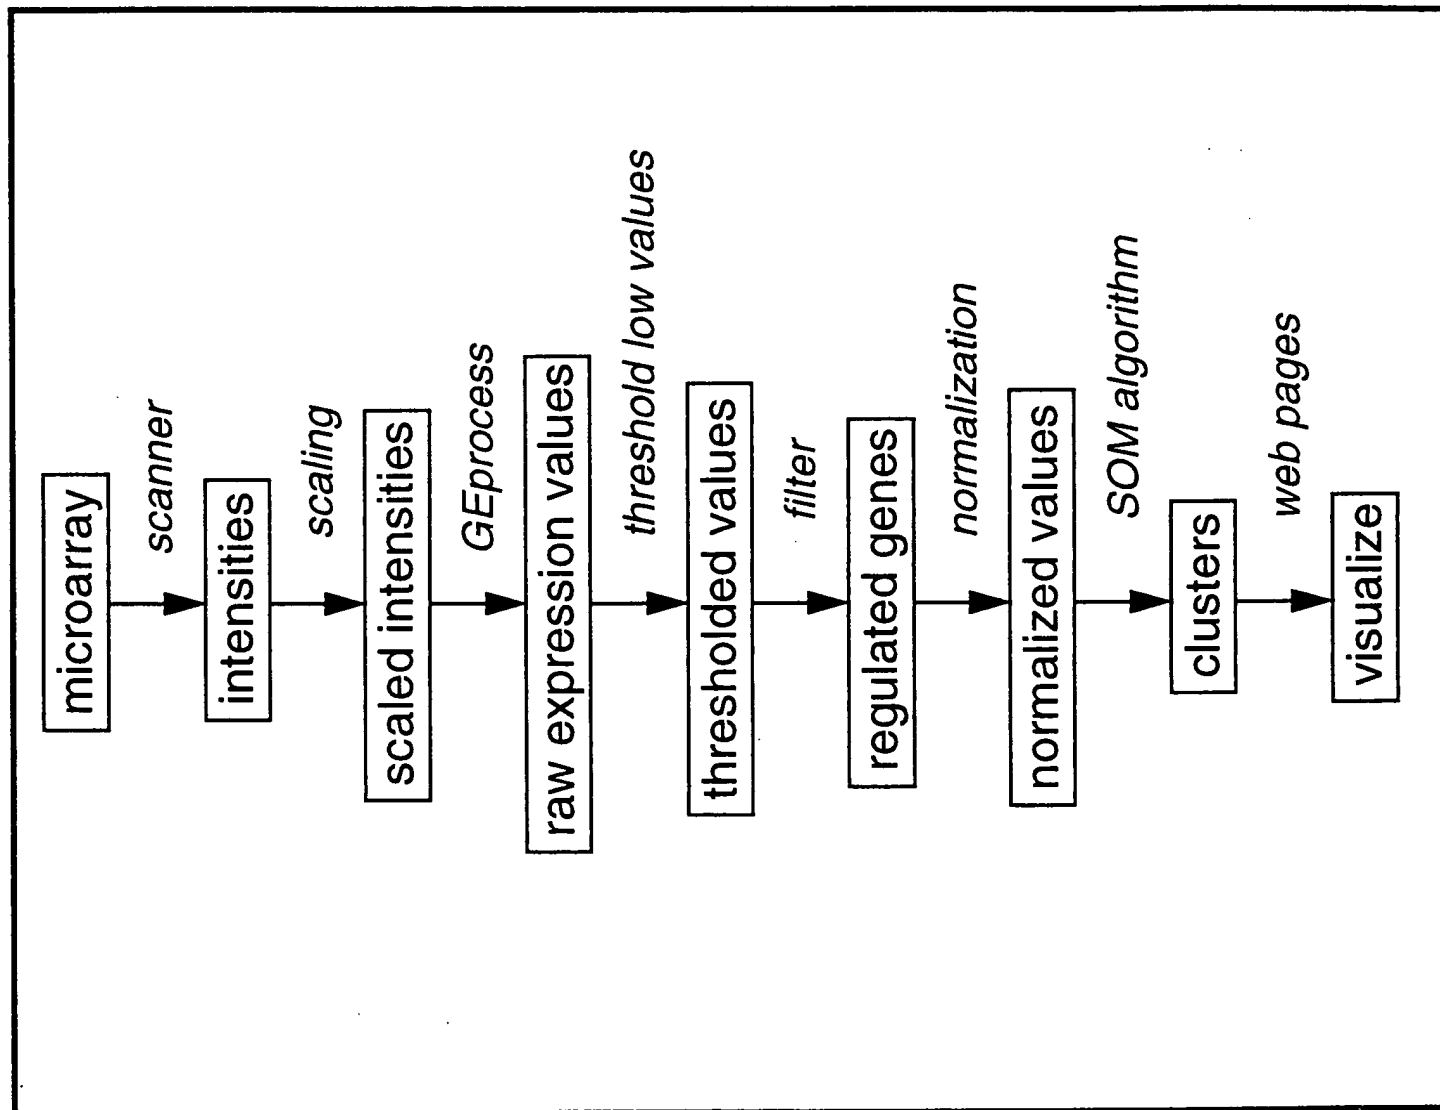 microarray
scanner
intensities
scaling
scaled intensities
GEprocess
raw expression values
threshold low values
thresholded values
filter
regulated genes
normalization
normalized values
SOM algorithm
clusters
web pages
visualize